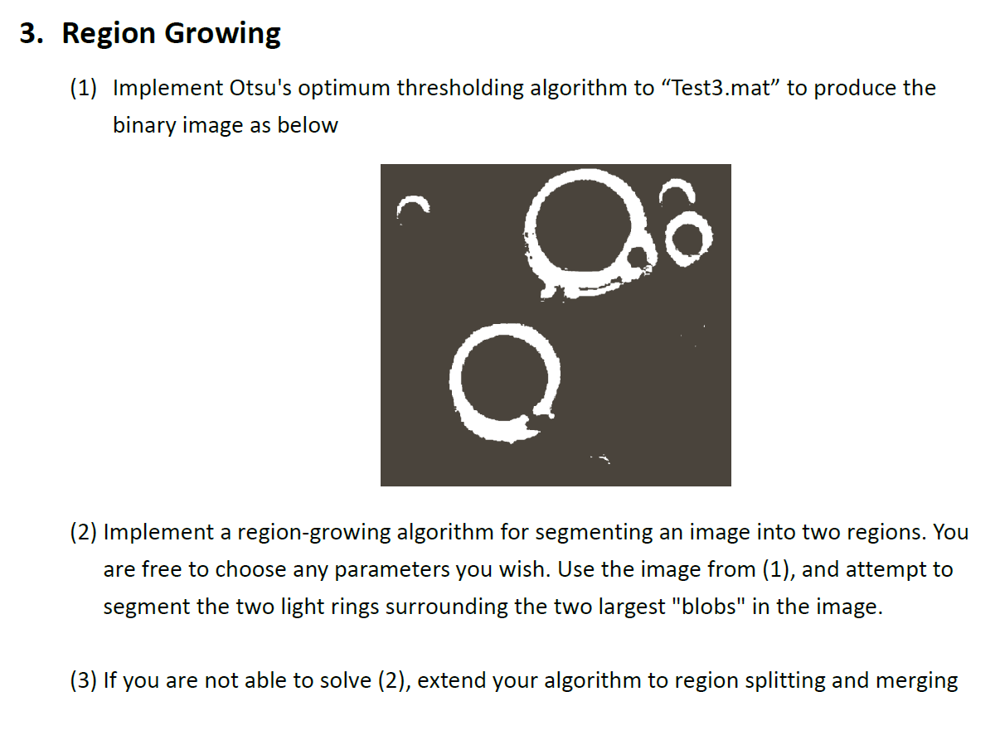 3. Region Growing
(1) Implement Otsu's optimum thresholding algorithm to “Test3.mat” to produce the
binary image as below
(2) Implement a region-growing algorithm for segmenting an image into two regions. You
are free to choose any parameters you wish. Use the image from (1), and attempt to
segment the two light rings surrounding the two largest "blobs" in the image.
(3) If you are not able to solve (2), extend your algorithm to region splitting and merging